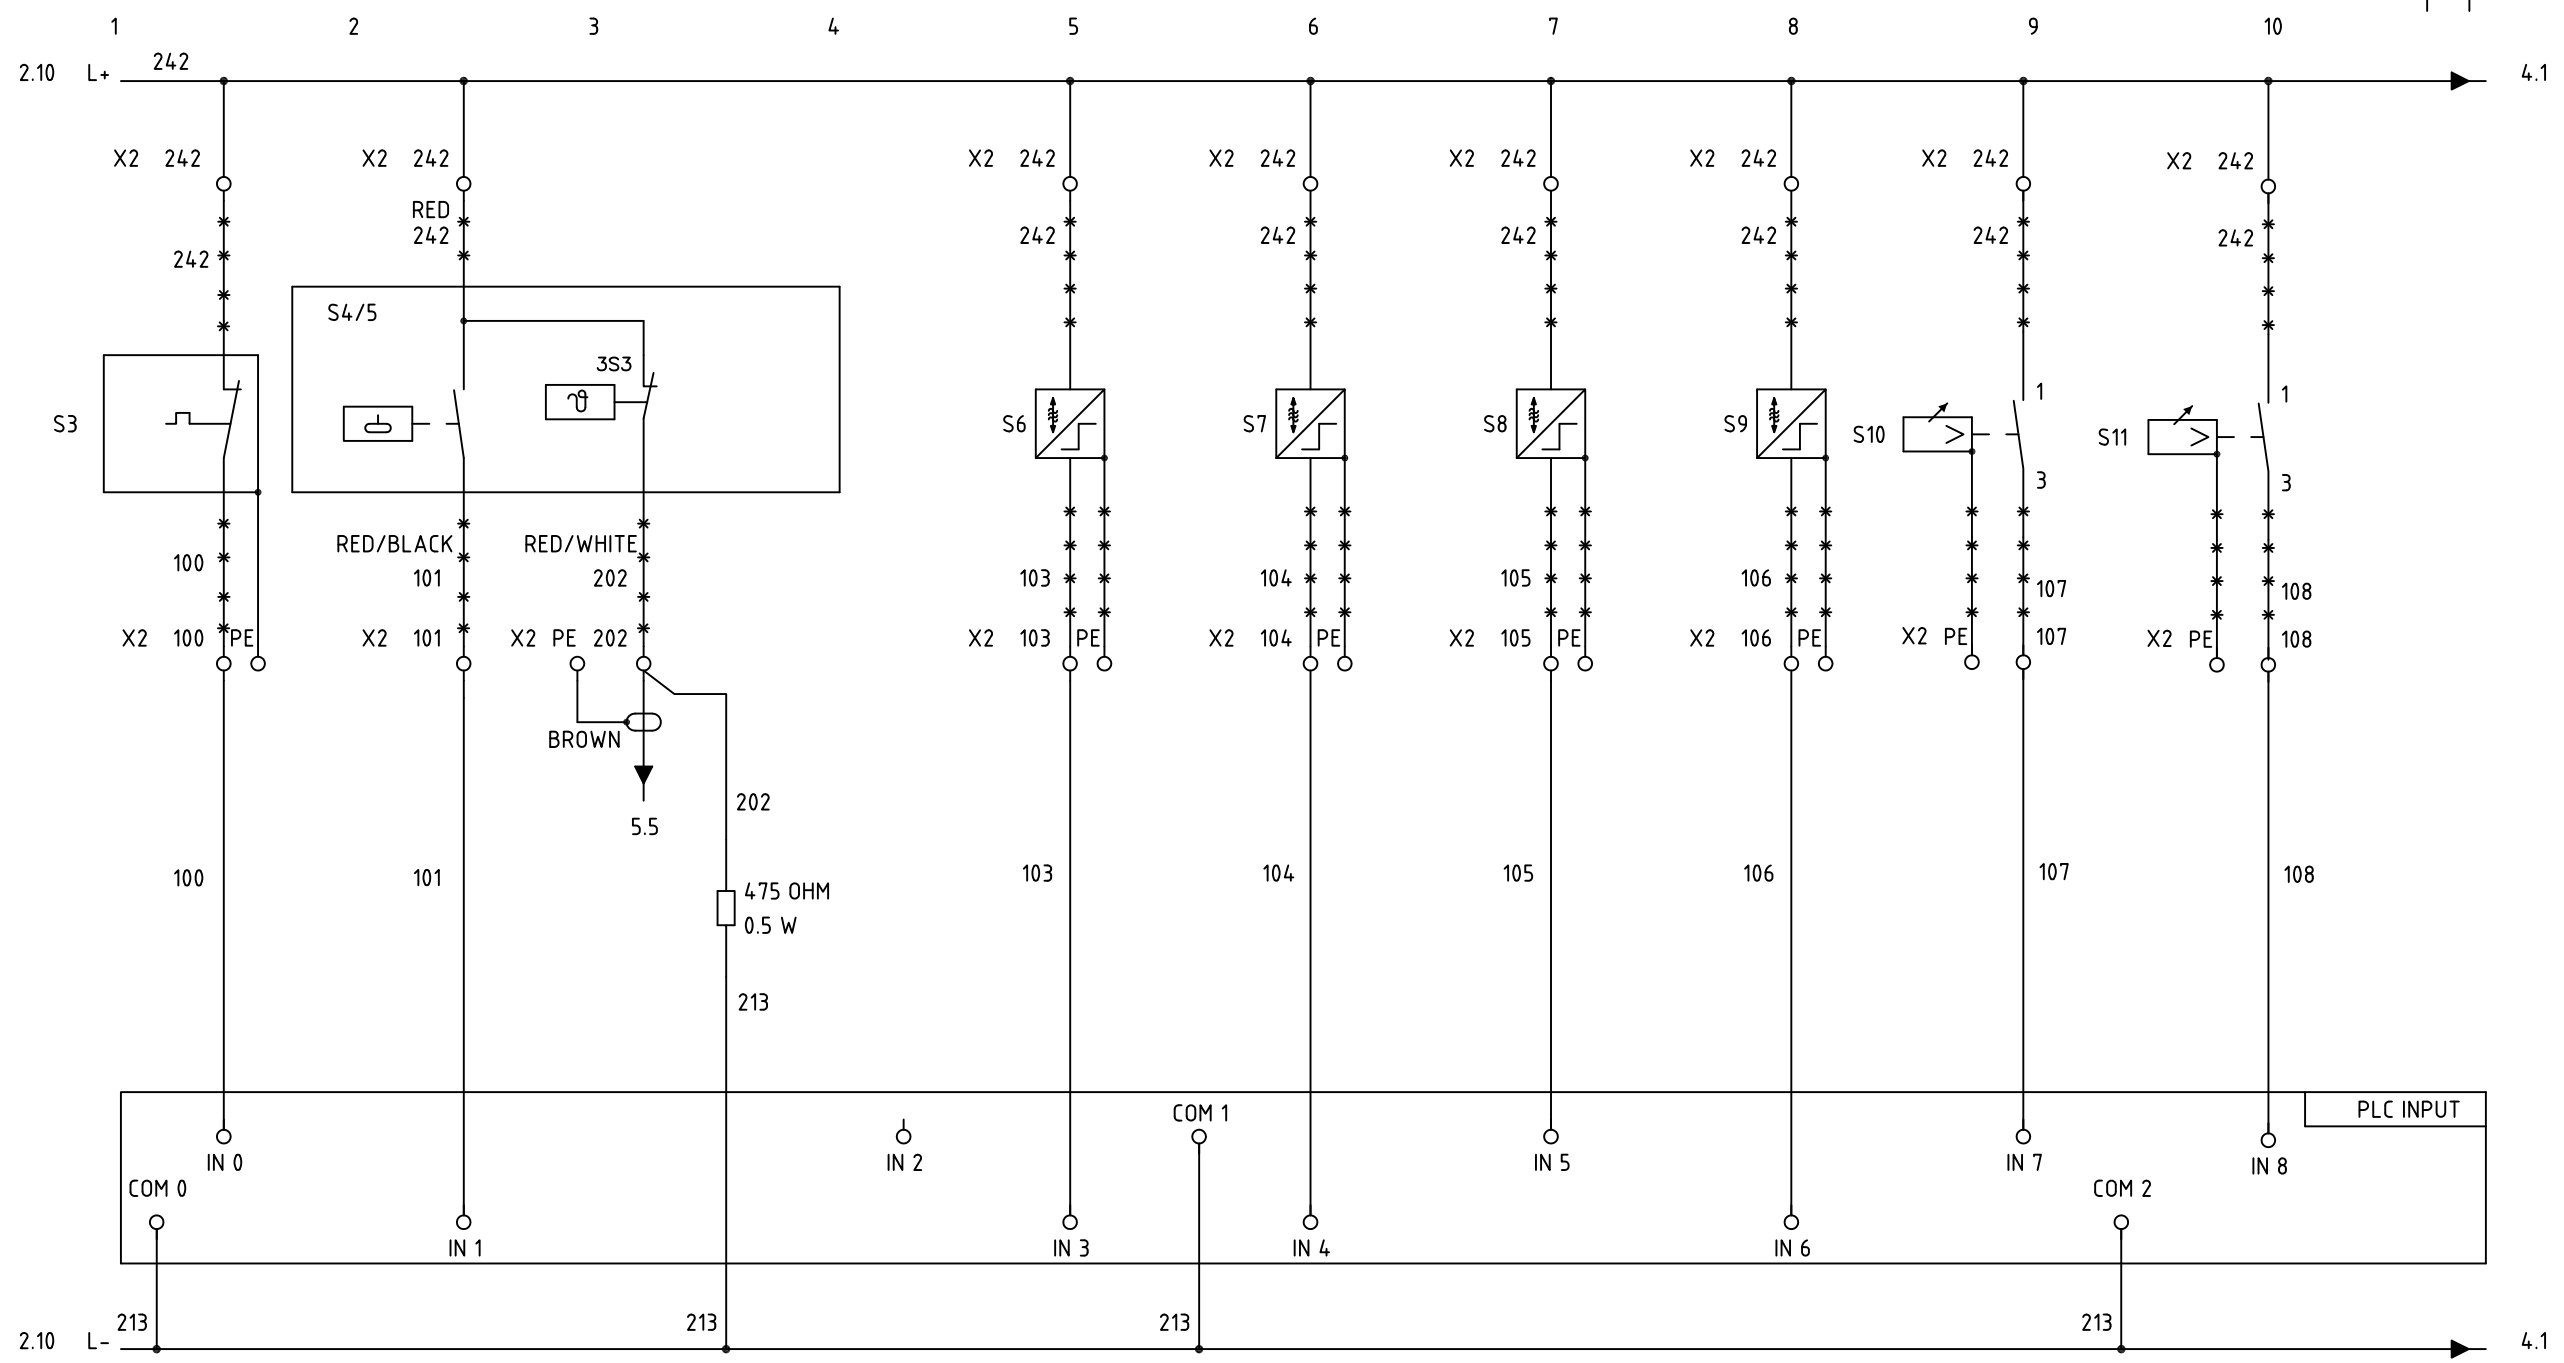 1 2 3 4 5 6 7 8 9 10
242
2.10 L+ 4.1
X2 242 X2 242 X2 242 X2 242 X2 242 X2 242 X2 242 X2 242
RED
242 242 242 242 242 242 242
242
S4/5
3S3
1 1
S3 S6 S7 S8 S9 S10 S11
3 3
RED/BLACK RED/WHITE
100
101 202 103 104 105 106 107 108
X2 100 PE X2 101 X2 PE 202 X2 103 PE X2 104 PE X2 105 PE X2 106 PE X2 PE 107 X2 PE 108
BROWN
202
5.5
100 101 103 104 105 106 107 108
475 OHM
0.5 W
213
COM 1 PLC INPUT
IN 0 IN 2 IN 5 IN 7 IN 8
COM 0 COM 2
IN 1 IN 3 IN 4 IN 6
213 213 213 213
2.10 L- 4.1